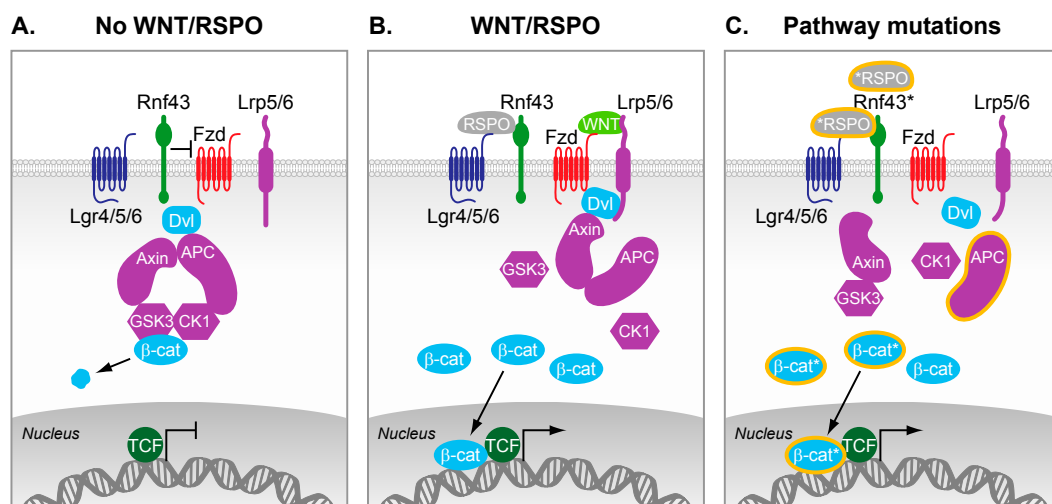 A. No WNT/RSPO
Rnf43
Lrp5/6
Fzd
Lgr4/5/6
Dvl
Axin
APC
GSK3
CK1
β-cat
Nucleus
TCF
B. WNT/RSPO
Rnf43
Lrp5/6
RSPO
WNT
Fzd
Lgr4/5/6
Dvl
Axin
GSK3
APC
CK1
β-cat
β-cat
β-cat
Nucleus
TCF
β-cat
C. Pathway mutations
*RSPO
Rnf43*
Lrp5/6
*RSPO
Fzd
Lgr4/5/6
Dvl
Axin
CK1
APC
GSK3
β-cat*
β-cat*
β-cat
Nucleus
TCF
β-cat*